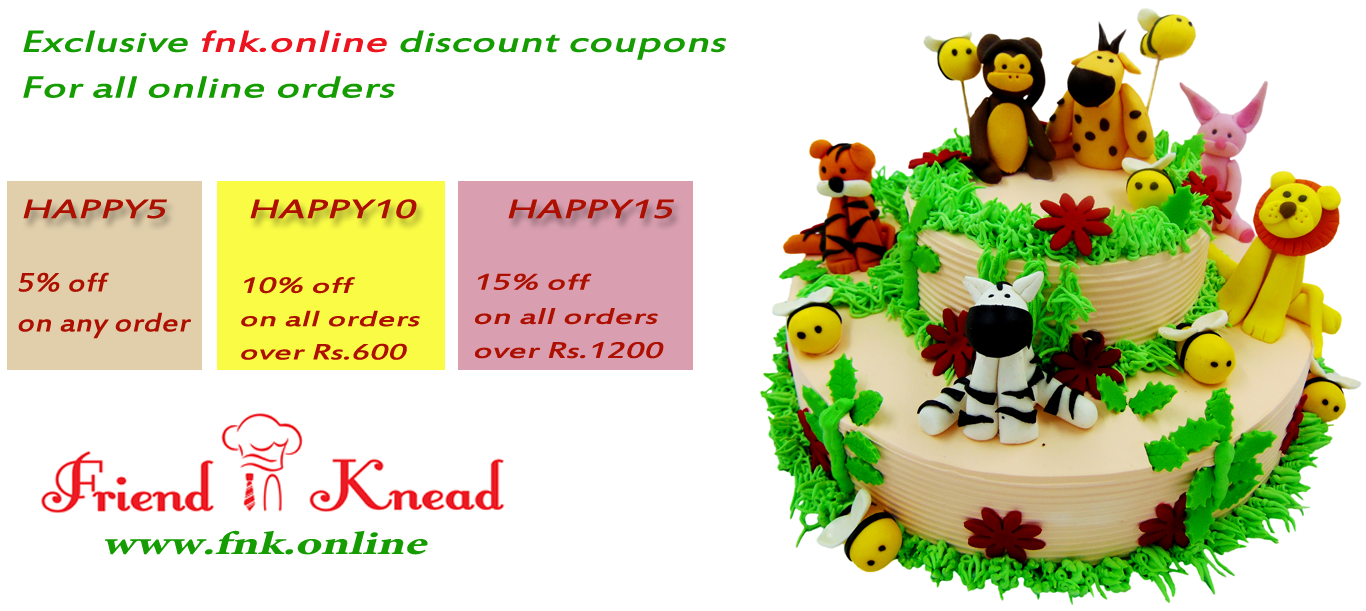 Exclusive fnk.online discount coupons
For all online orders
HAPPY5
5% off
on any order
HAPPY10
10% off
on all orders
over Rs.600
HAPPY15
15% off
on all orders
over Rs.1200
Friend Knead
www.fnk.online